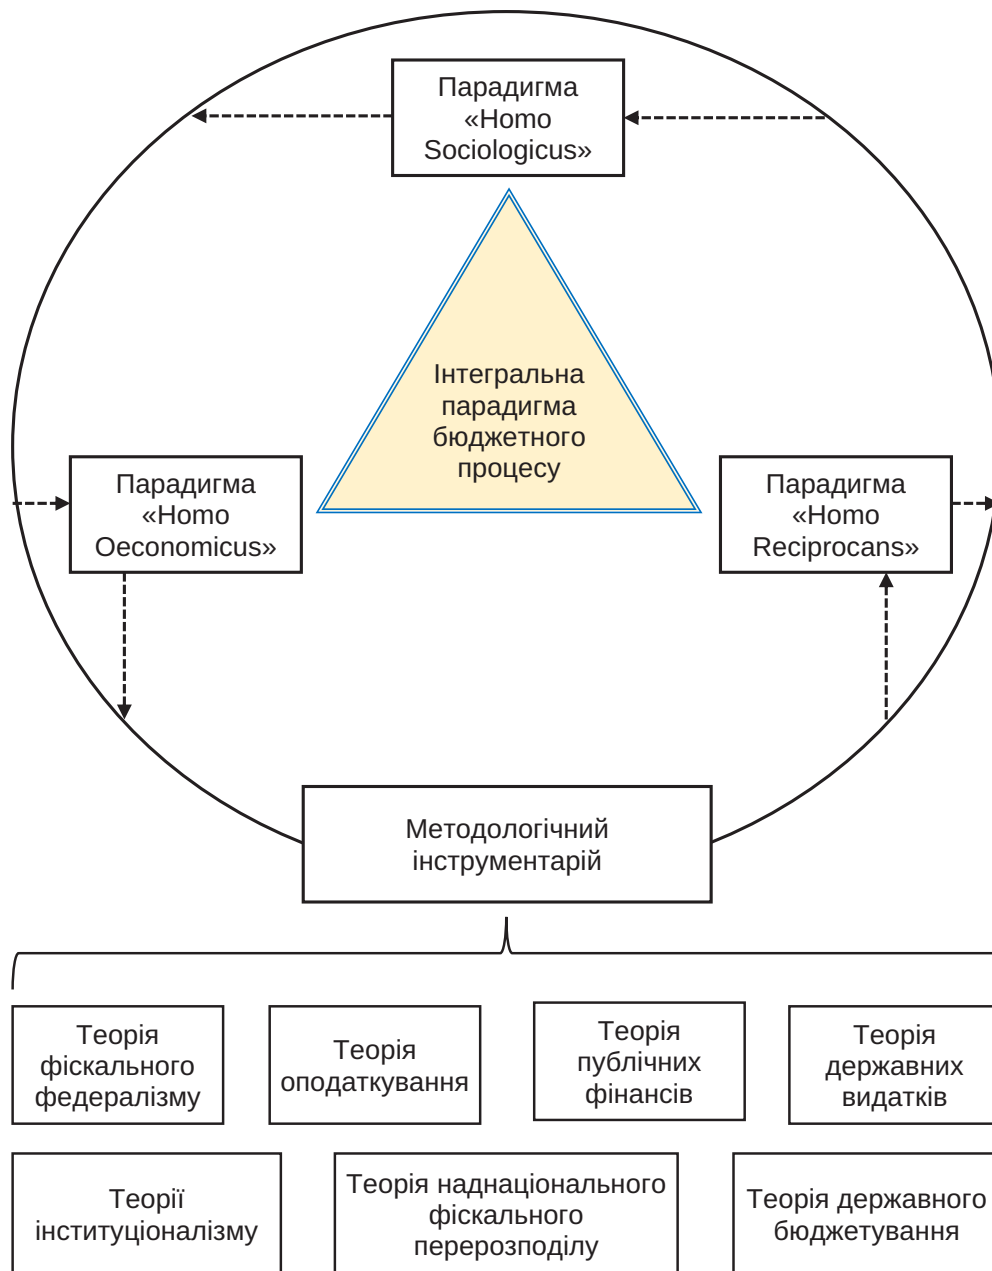 Парадигма
«Homo
Sociologicus»
Інтегральна
парадигма
бюджетного
процесу
Парадигма
«Homo
Oeconomicus»
Парадигма
«Homo
Reciprocans»
Методологічний
інструментарій
Теорія
фіскального
федералізму
Теорія
оподаткування
Теорія
публічних
фінансів
Теорія
державних
видатків
Теорії
інституціоналізму
Теорія наднаціонального
фіскального
перерозподілу
Теорія державного
бюджетування